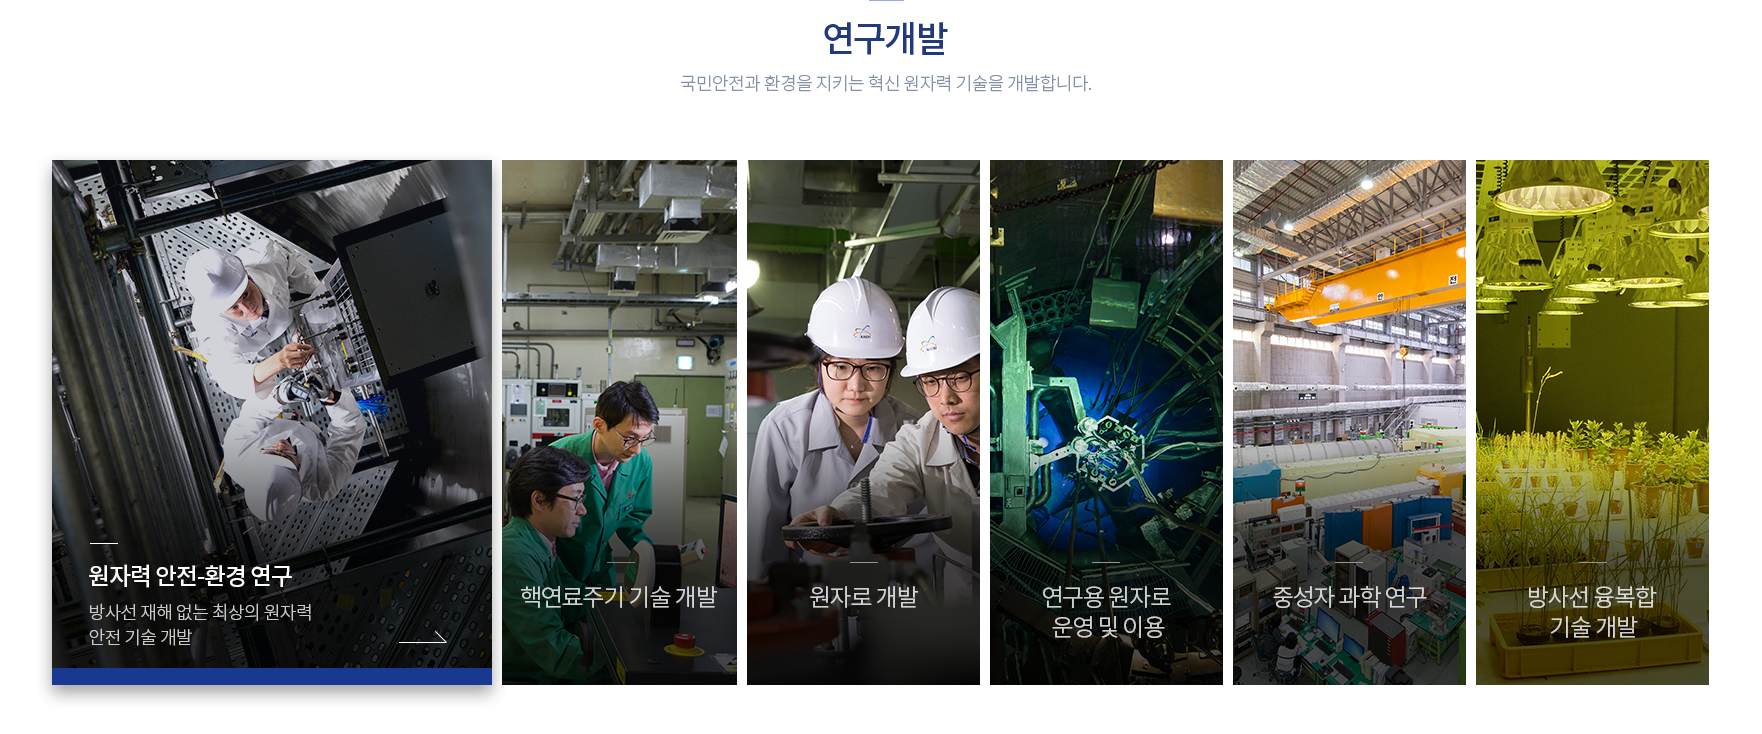 연구개발
국민안전과 환경을 지키는 혁신 원자력 기술을 개발합니다.
원자력 안전-환경 연구
방사선 재해 없는 최상의 원자력
안전 기술 개발
핵연료주기 기술 개발
원자로 개발
연구용 원자로
운영 및 이용
중성자 과학 연구
방사선 융복합
기술 개발